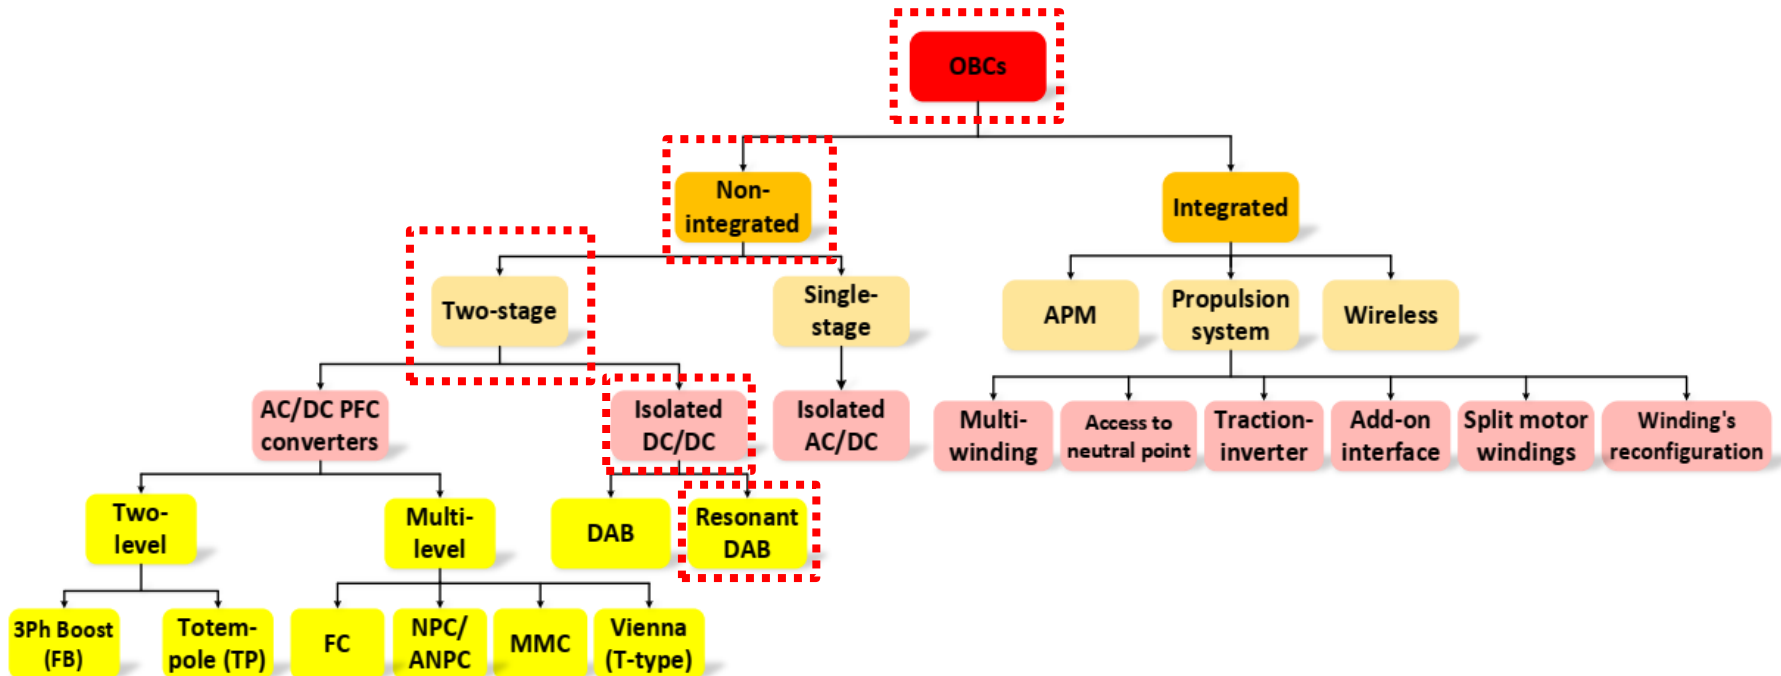 OBCs
Non-
integrated
Integrated
Two-stage
Single-
stage
APM
Propulsion
system
Wireless
AC/DC PFC
converters
Isolated
DC/DC
Isolated
AC/DC
Multi-
winding
Access to
neutral point
Traction-
inverter
Add-on
interface
Split motor
windings
Winding's
reconfiguration
Two-
level
Multi-
level
DAB
Resonant
DAB
3Ph Boost
(FB)
Totem-
pole (TP)
FC
NPC/
ANPC
MMC
Vienna
(T-type)